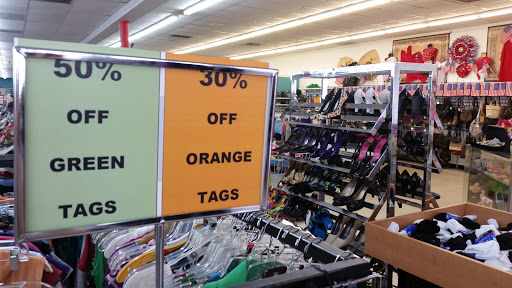 50%
OFF
GREEN
TAGS
30%
OFF
ORANGE
TAGS